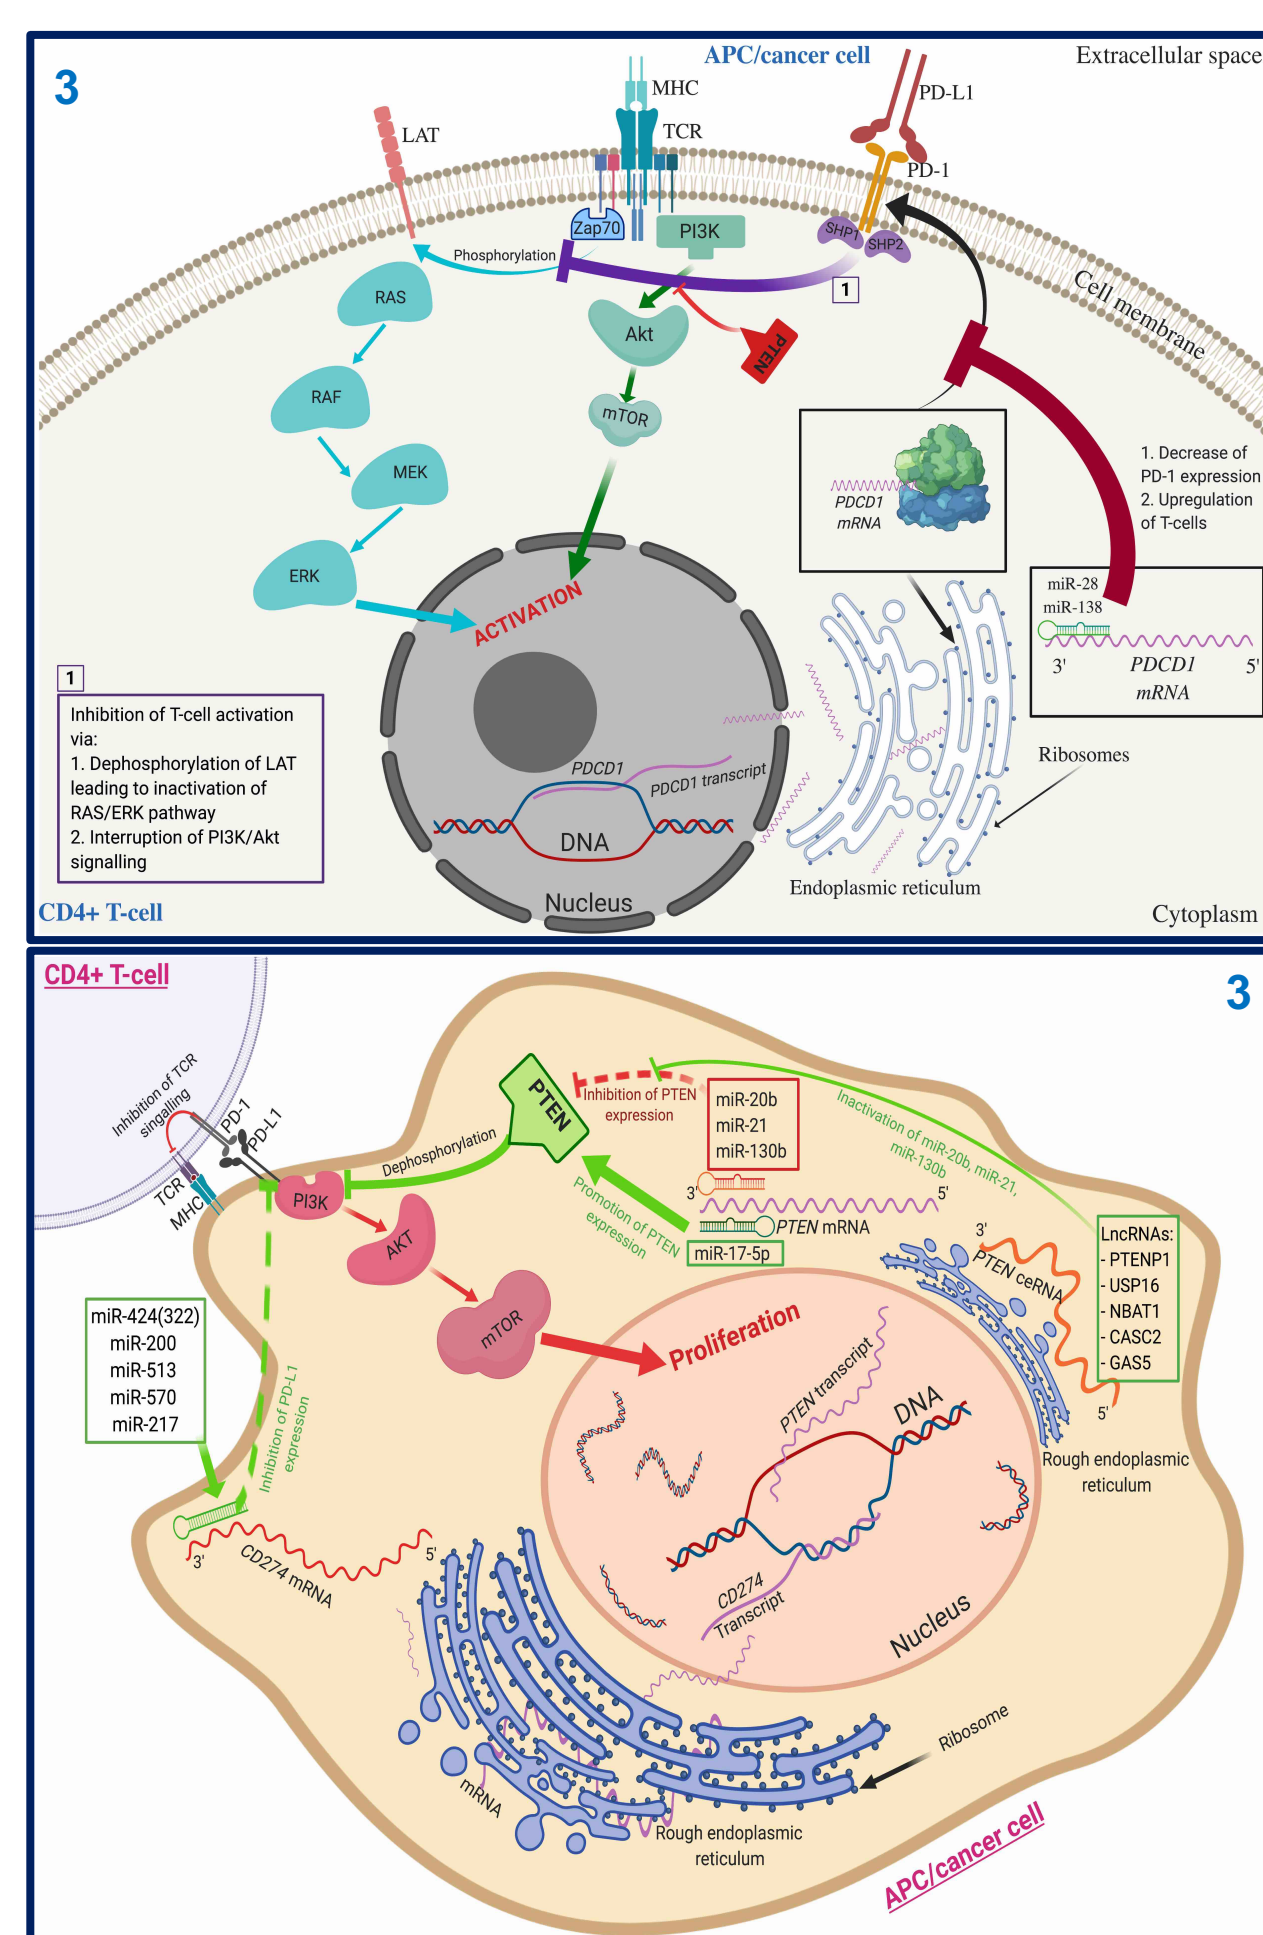 3
APC/cancer cell
Extracellular space
MHC
PD-L1
LAT
TCR
PD-1
Zap70
PI3K
SHP1
SHP2
Phosphorylation
1
Cell membrane
RAS
Akt
PTEN
RAF
mTOR
MEK
1. Decrease of
PD-1 expression
2. Upregulation
of T-cells
PDCD1
mRNA
ERK
ACTIVATION
miR-28
miR-138
3'
PDCD1
5'
mRNA
1
Inhibition of T-cell activation
via:
1. Dephosphorylation of LAT
leading to inactivation of
RAS/ERK pathway
2. Interruption of PI3K/Akt
signalling
PDCD1
PDCD1 transcript
DNA
Ribosomes
Nucleus
Endoplasmic reticulum
CD4+ T-cell
Cytoplasm
CD4+ T-cell
3
Inhibition of TCR
singalling
PD-1
PD-L1
TCR
MHC
PTEN
Inhibition of PTEN
expression
miR-20b
miR-21
miR-130b
Inactivation of miR-20b, miR-21,
miR-130b
Dephosphorylation
PI3K
AKT
mTOR
Promotion of PTEN
expression
3'
5'
PTEN mRNA
miR-17-5p
3'
PTEN ceRNA
5'
LncRNAs:
- PTENP1
- USP16
- NBAT1
- CASC2
- GAS5
Proliferation
miR-424(322)
miR-200
miR-513
miR-570
miR-217
Inhibition of PD-L1
expression
PTEN transcript
DNA
Rough endoplasmic
reticulum
3'
CD274 mRNA
5'
CD274
Transcript
Nucleus
Ribosome
mRNA
Rough endoplasmic
reticulum
APC/cancer cell